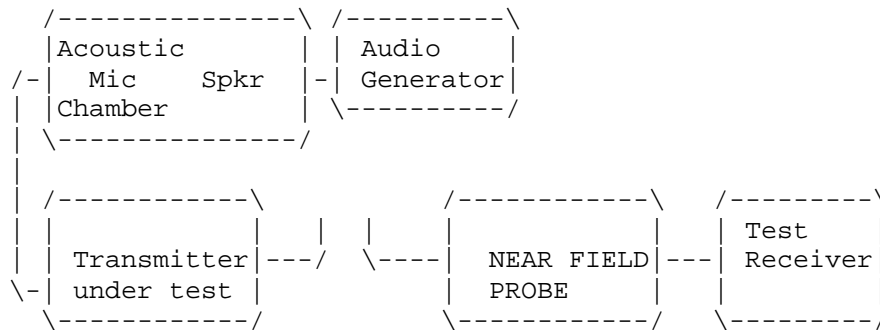 Acoustic
Mic Spkr
Chamber
Audio
Generator
Transmitter
under test
NEAR FIELD
PROBE
Test
Receiver